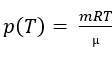 p(T) = mRT/μ